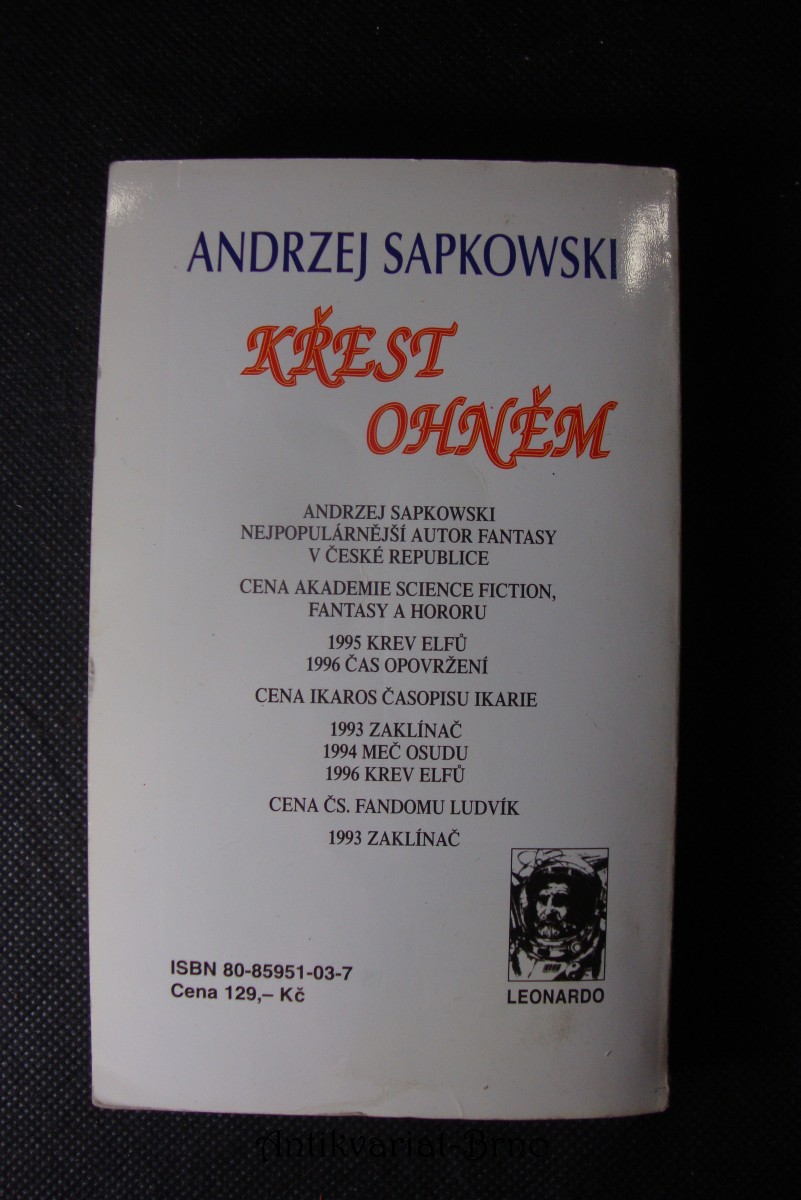 ANDRZEJ SAPKOWSKI
KŘEST
OHNĚM
ANDRZEJ SAPKOWSKI
NEJPOPULÁRNĚJŠÍ AUTOR FANTASY
V ČESKÉ REPUBLICE
CENA AKADEMIE SCIENCE FICTION,
FANTASY A HORORU
1995 KREV ELFŮ
1996 ČAS OPOVRŽENÍ
CENA IKAROS ČASOPISU IKARIE
1993 ZAKLÍNAČ
1994 MEČ OSUDU
1996 KREV ELFŮ
CENA ČS. FANDOMU LUDVÍK
1993 ZAKLÍNAČ
ISBN 80-85951-03-7
Cena 129,– Kč
LEONARDO
Antikvariat-Brno